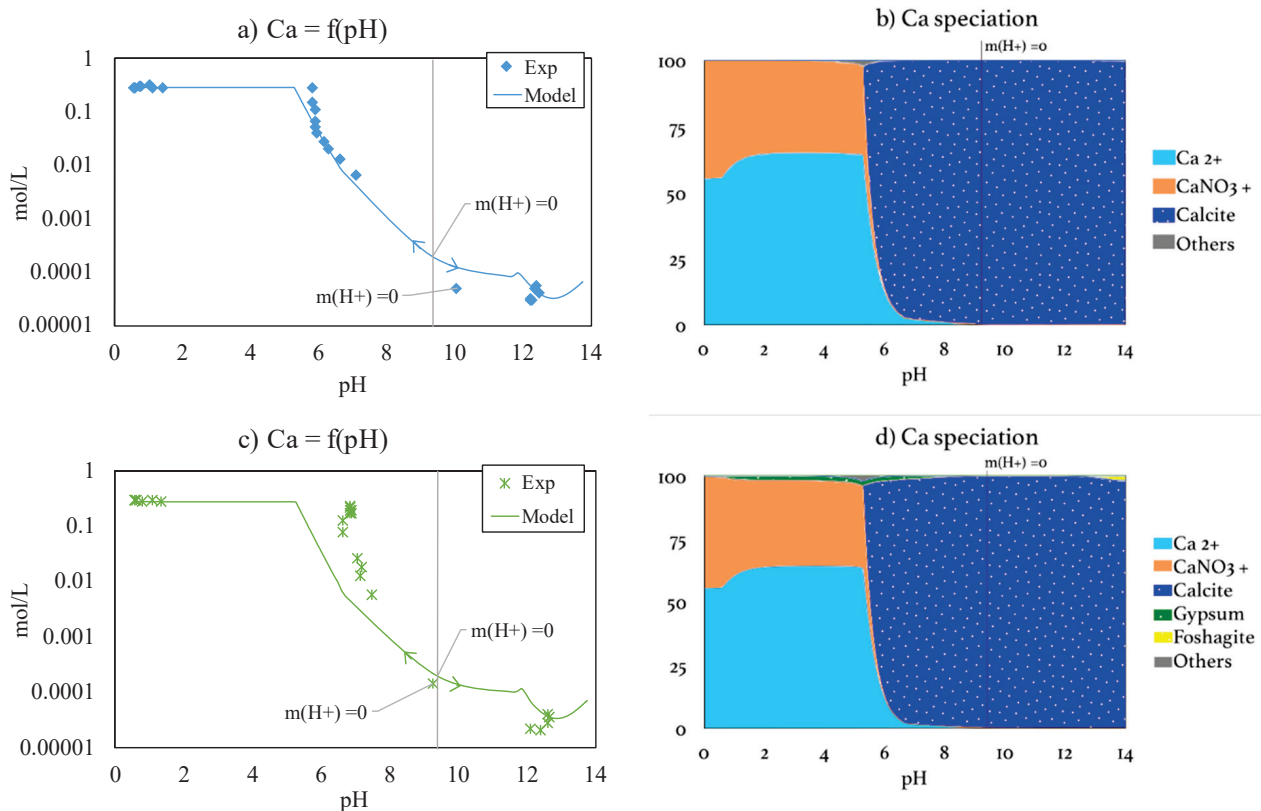 a) Ca = f(pH)
1
0.1
0.01
0.001
0.0001
0.00001
mol/L
Exp
Model
m(H+) =0
m(H+) =0
0 2 4 6 8 10 12 14
pH
b) Ca speciation
m(H+) =0
100
75
50
25
0
0 2 4 6 8 10 12 14
pH
Ca 2+
CaNO3 +
Calcite
Others
c) Ca = f(pH)
1
0.1
0.01
0.001
0.0001
0.00001
mol/L
Exp
Model
m(H+) =0
m(H+) =0
0 2 4 6 8 10 12 14
pH
d) Ca speciation
m(H+) =0
100
75
50
25
0
0 2 4 6 8 10 12 14
pH
Ca 2+
CaNO3 +
Calcite
Gypsum
Foshagite
Others